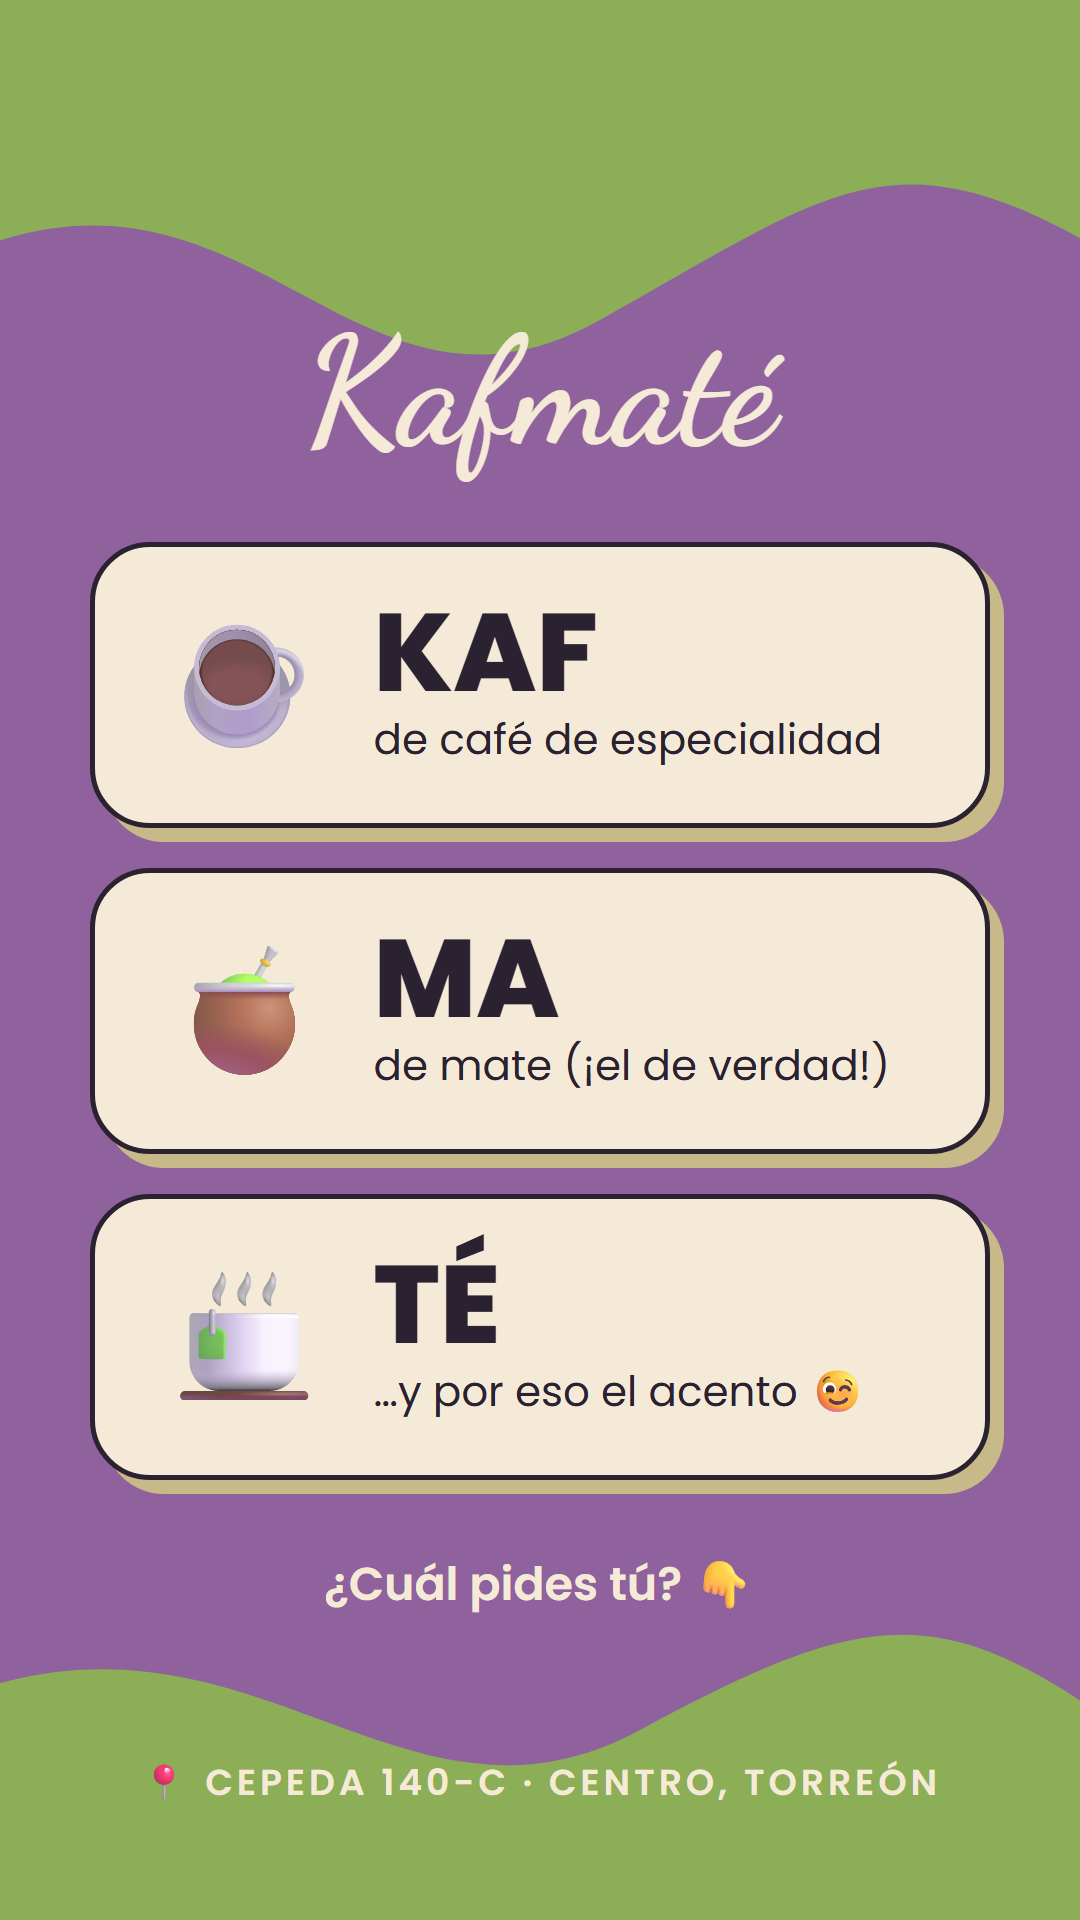 Kafmaté
KAF
de café de especialidad
MA
de mate (¡el de verdad!)
TÉ
...y por eso el acento 😉
¿Cuál pides tú? 👇
📍 CEPEDA 140-C · CENTRO, TORREÓN